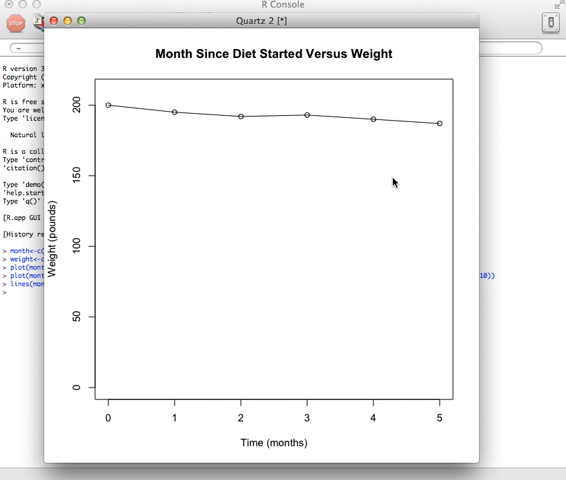 R Console
Quartz 2 [*]
STOP
R version 3
Copyright (
Platform: x
R is free s
You are wel
Type 'licen
Natural l
R is a coll
Type 'contr
'citation()
Type 'demo(
'help.start
Type 'q()'
[R.app GUI
[History re
> month<-c(
> weight<-c
> plot(mont
> plot(mont
10))
> lines(mon
>
Month Since Diet Started Versus Weight
Weight (pounds)
200
150
100
50
0
0 1 2 3 4 5
Time (months)